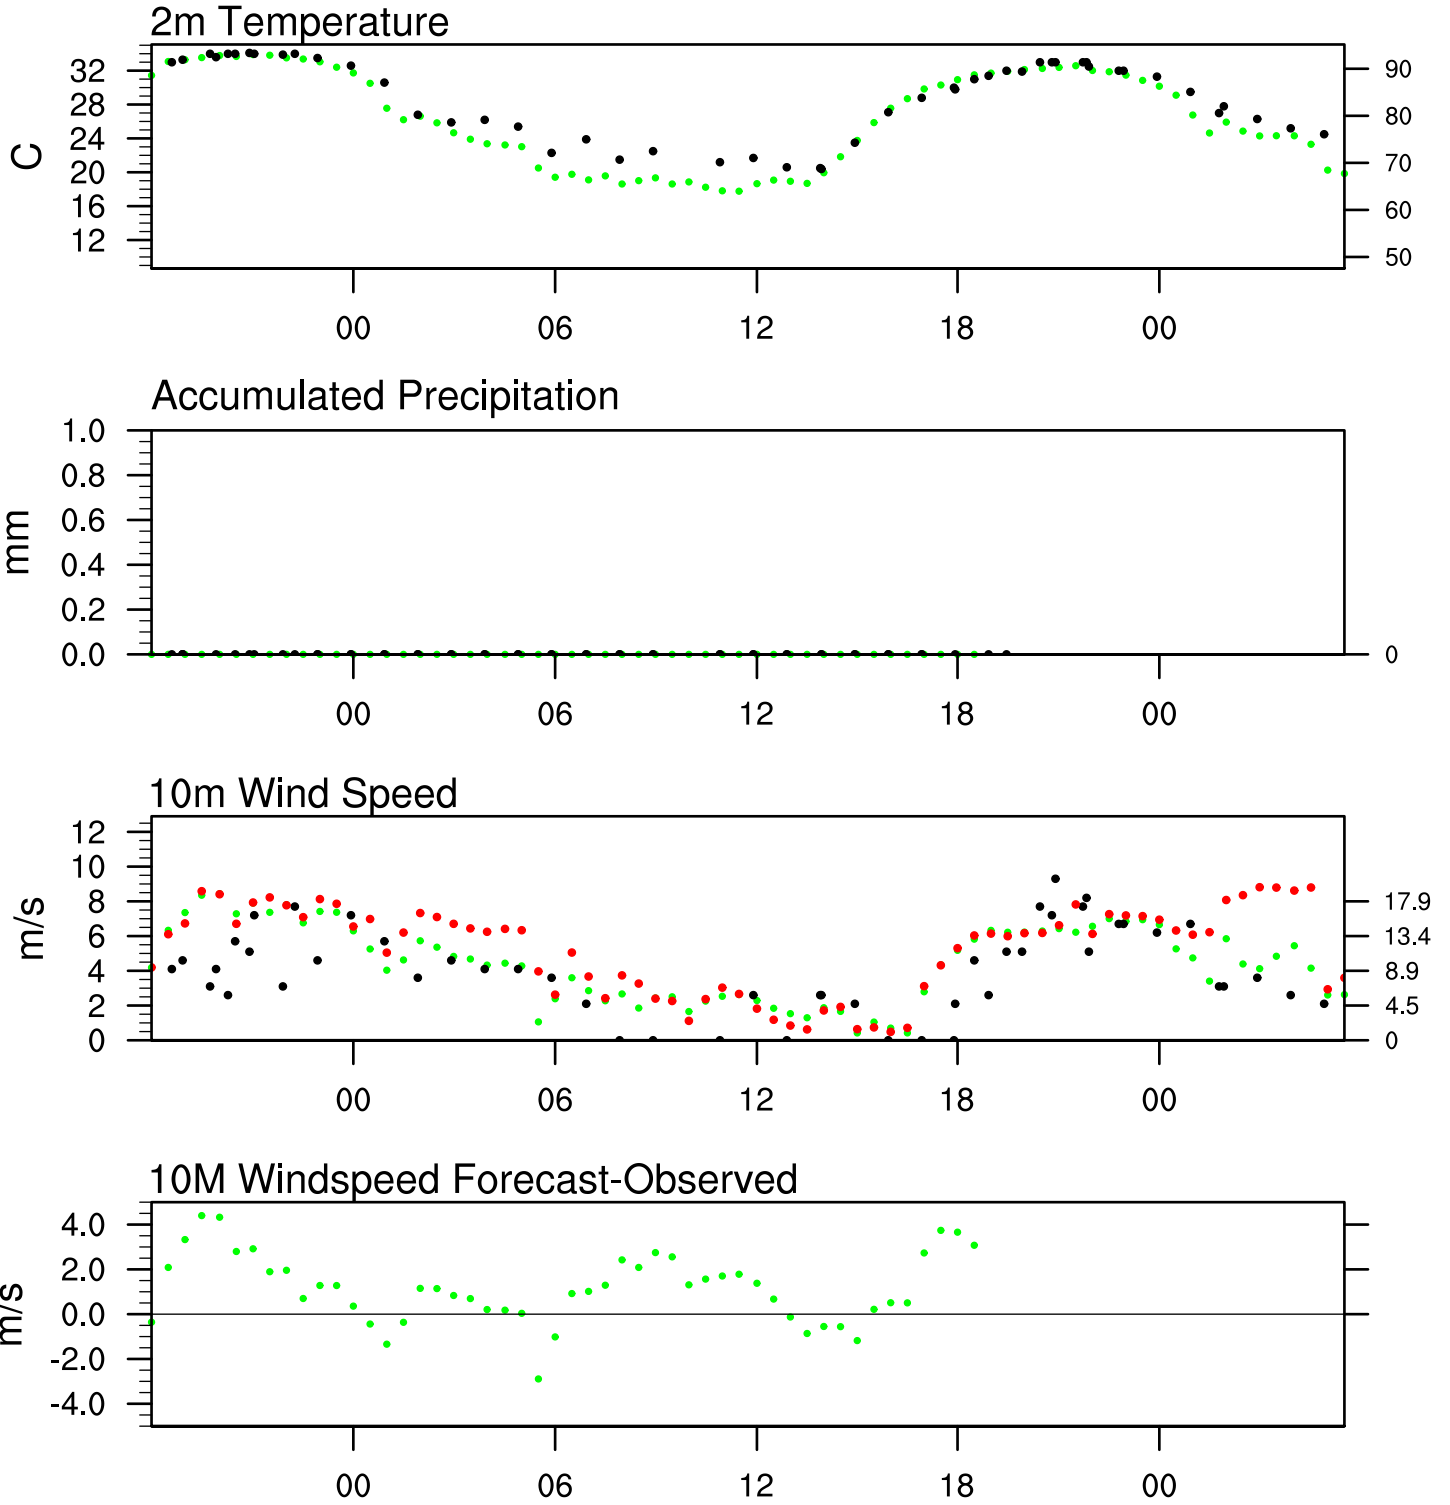 2m Temperature
32
28
24
20
16
12
C
90
80
70
60
50
00 06 12 18 00
Accumulated Precipitation
1.0
0.8
0.6
0.4
0.2
0.0
mm
0
00 06 12 18 00
10m Wind Speed
12
10
8
6
4
2
0
m/s
17.9
13.4
8.9
4.5
0
00 06 12 18 00
10M Windspeed Forecast-Observed
4.0
2.0
0.0
-2.0
-4.0
m/s
00 06 12 18 00